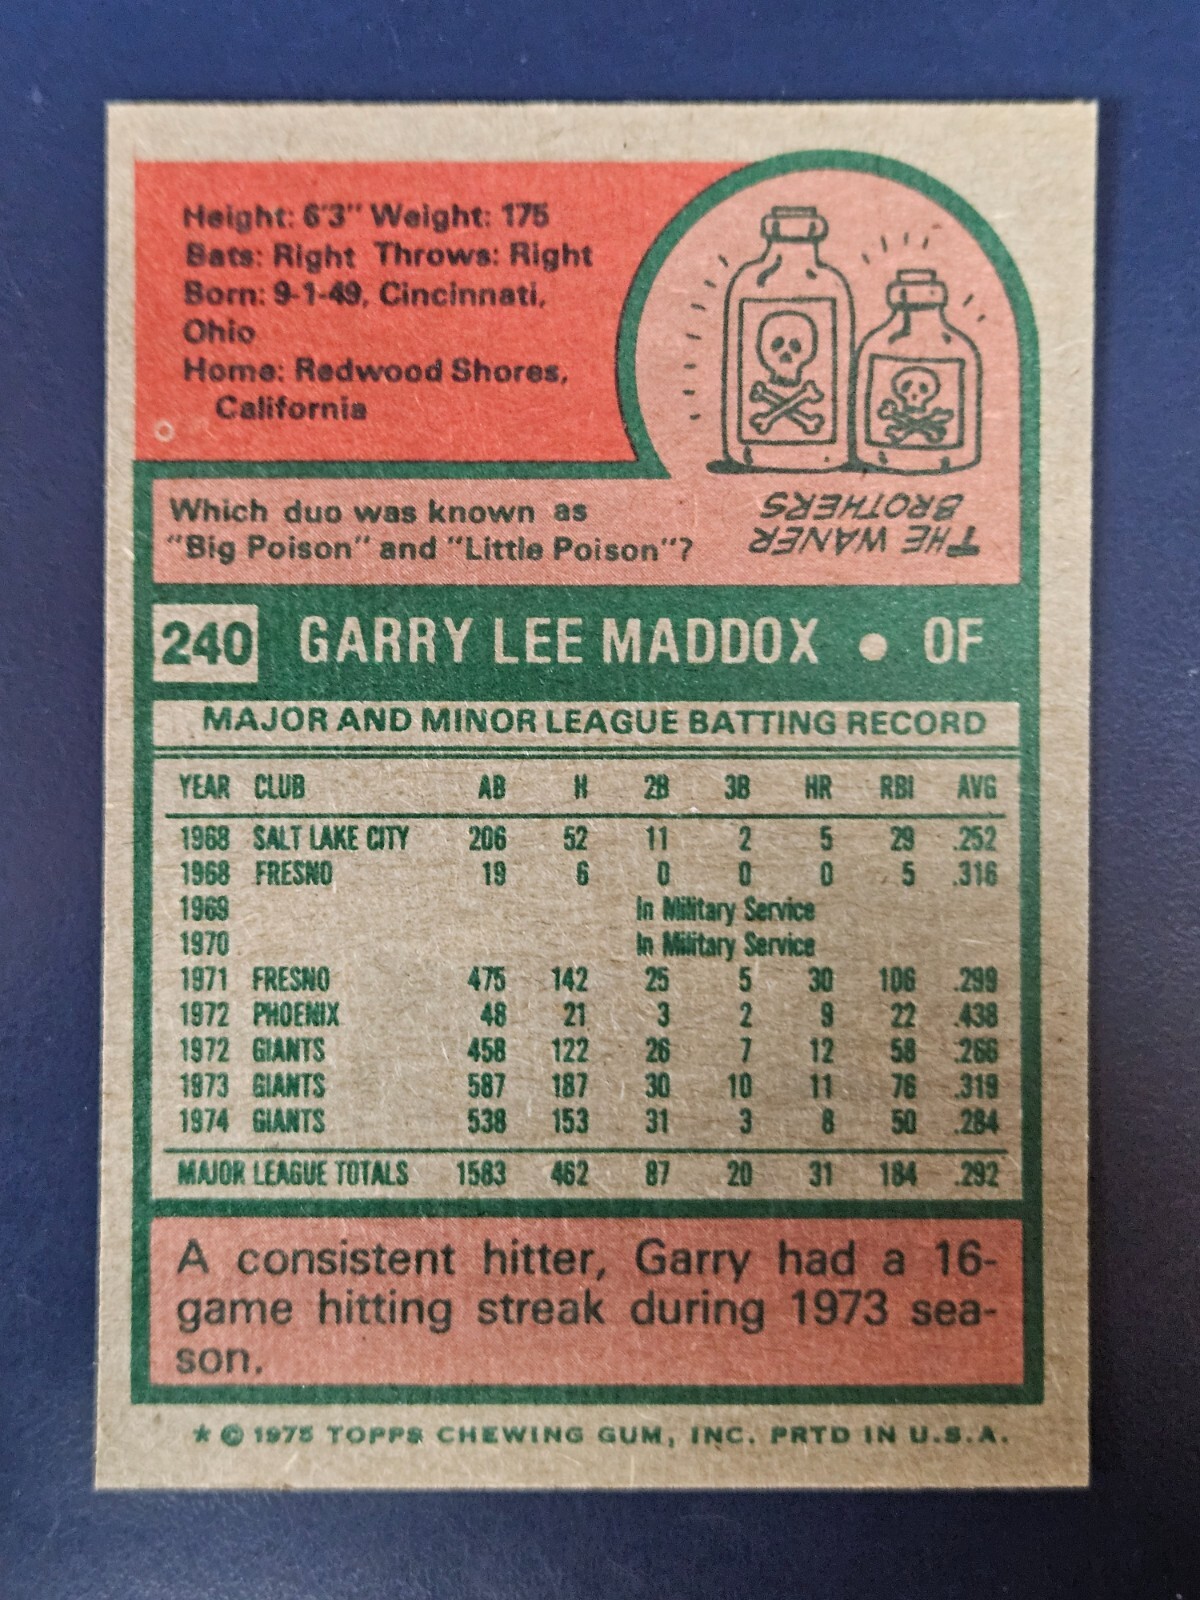 Height: 6'3" Weight: 175
Bats: Right Throws: Right
Born: 9-1-49, Cincinnati,
Ohio
Home: Redwood Shores,
California
Which duo was known as
"Big Poison" and "Little Poison"?
THE WANER
BROTHERS
240 GARRY LEE MADDOX • OF
MAJOR AND MINOR LEAGUE BATTING RECORD
YEAR CLUB AB H 2B 3B HR RBI AVG
1968 SALT LAKE CITY 206 52 11 2 5 29 .252
1968 FRESNO 19 6 0 0 0 5 .316
1969 In Military Service
1970 In Military Service
1971 FRESNO 475 142 25 5 30 106 .299
1972 PHOENIX 48 21 3 2 9 22 .438
1972 GIANTS 458 122 26 7 12 58 .266
1973 GIANTS 587 187 30 10 11 76 .319
1974 GIANTS 538 153 31 3 8 50 .284
MAJOR LEAGUE TOTALS 1583 462 87 20 31 184 .292
A consistent hitter, Garry had a 16-
game hitting streak during 1973 sea-
son.
* © 1975 TOPPS CHEWING GUM, INC. PRTD IN U.S.A.